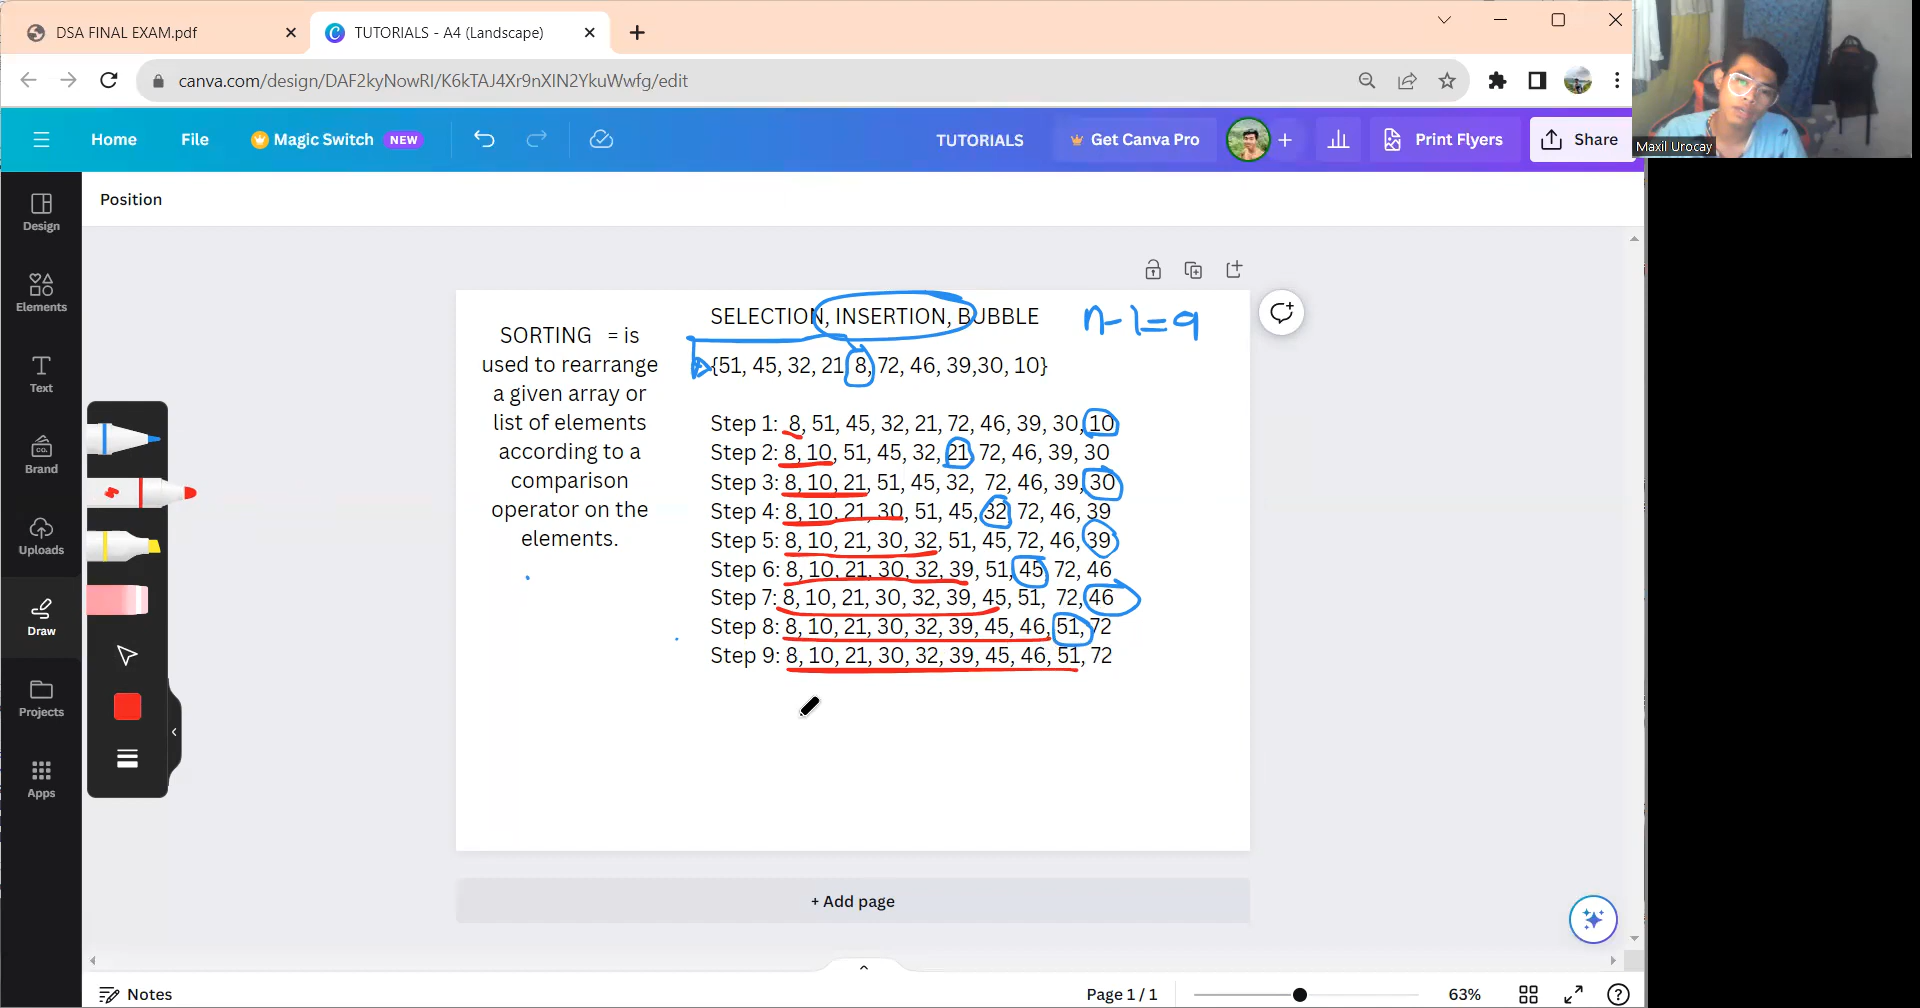 DSA FINAL EXAM.pdf
TUTORIALS - A4 (Landscape)
canva.com/design/DAF2kyNowRI/K6kTAJ4Xr9nXIN2YkuWwfg/edit
Maxil Urocay
Home
File
Magic Switch NEW
TUTORIALS
Get Canva Pro
Print Flyers
Share
Position
Design
Elements
Text
Brand
Uploads
Draw
Projects
Apps
SORTING = is
used to rearrange
a given array or
list of elements
according to a
comparison
operator on the
elements.
SELECTION, INSERTION, BUBBLE
n-1=9
{51, 45, 32, 21, 8, 72, 46, 39,30, 10}
Step 1: 8, 51, 45, 32, 21, 72, 46, 39, 30, 10
Step 2: 8, 10, 51, 45, 32, 21, 72, 46, 39, 30
Step 3: 8, 10, 21, 51, 45, 32, 72, 46, 39, 30
Step 4: 8, 10, 21, 30, 51, 45, 32, 72, 46, 39
Step 5: 8, 10, 21, 30, 32, 51, 45, 72, 46, 39
Step 6: 8, 10, 21, 30, 32, 39, 51, 45, 72, 46
Step 7: 8, 10, 21, 30, 32, 39, 45, 51, 72, 46
Step 8: 8, 10, 21, 30, 32, 39, 45, 46, 51, 72
Step 9: 8, 10, 21, 30, 32, 39, 45, 46, 51, 72
+ Add page
Notes
Page 1 / 1
63%